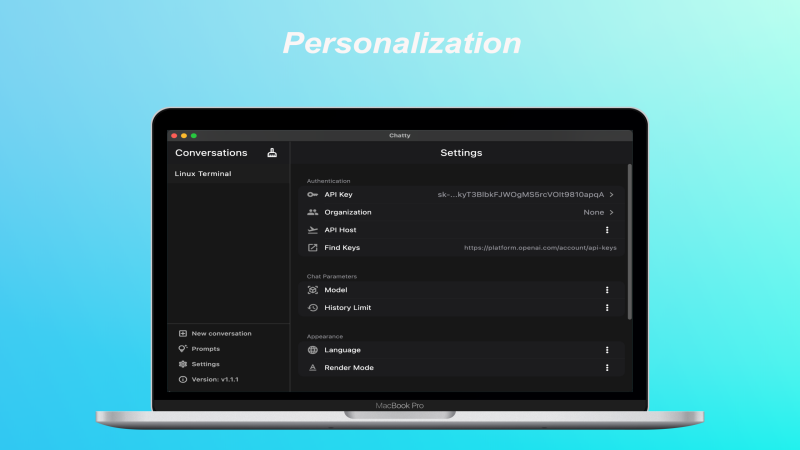 Personalization
Chatty
Conversations
Linux Terminal
New conversation
Prompts
Settings
Version: v1.1.1
Settings
Authentication
API Key sk-...kyT3BibkFJWOgMS5rcVOlt9810apqA
Organization None
API Host
Find Keys https://platform.openai.com/account/api-keys
Chat Parameters
Model
History Limit
Appearance
Language
Render Mode
MacBook Pro